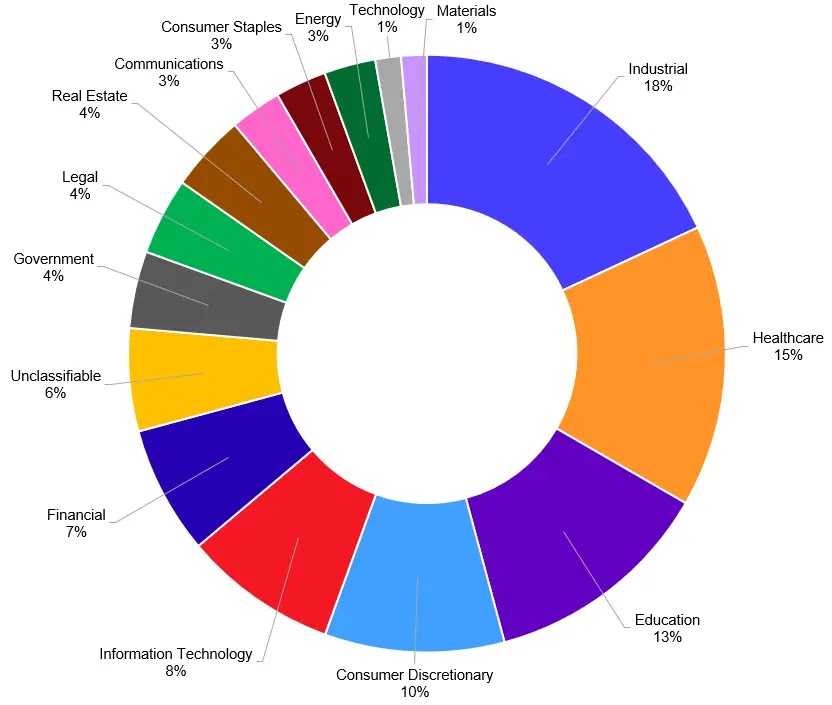 Technology
1%
Materials
1%
Energy
3%
Consumer Staples
3%
Communications
3%
Real Estate
4%
Legal
4%
Government
4%
Unclassifiable
6%
Financial
7%
Information Technology
8%
Consumer Discretionary
10%
Education
13%
Healthcare
15%
Industrial
18%